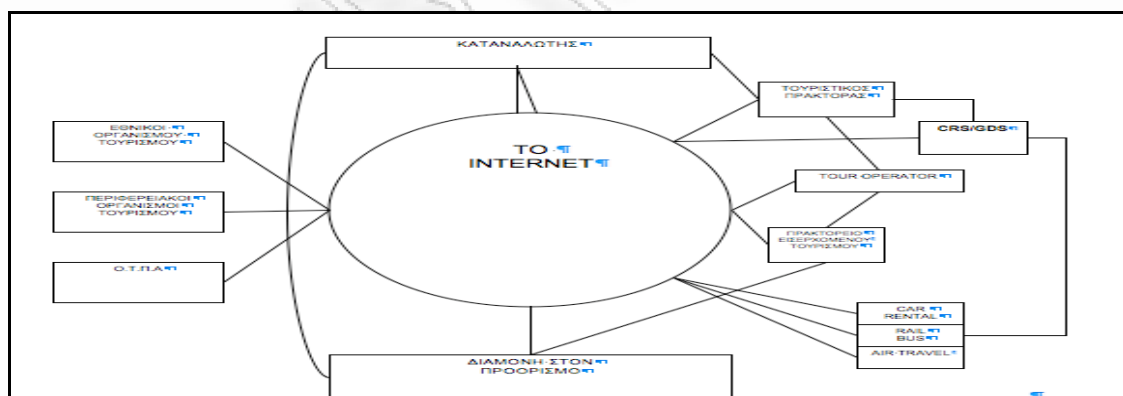 ΚΑΤΑΝΑΛΩΤΗΣ¶
ΤΟΥΡΙΣΤΙΚΟΣ¶
ΠΡΑΚΤΟΡΑΣ¶
ΕΘΝΙΚΟΙ·¶
ΟΡΓΑΝΙΣΜΟΥ·¶
ΤΟΥΡΙΣΜΟΥ¶
CRS/GDS¶
ΤΟ·¶
INTERNET¶
TOUR·OPERATOR¶
ΠΕΡΙΦΕΡΕΙΑΚΟΙ¶
ΟΡΓΑΝΙΣΜΟΙ¶
ΤΟΥΡΙΣΜΟΥ¶
ΠΡΑΚΤΟΡΕΙΟ¶
ΕΙΣΕΡΧΟΜΕΝΟΥ¶
ΤΟΥΡΙΣΜΟΥ¶
Ο.Τ.Π.Α¶
CAR·¶
RENTAL¶
RAIL¶
BUS¶
AIR·TRAVEL¶
ΔΙΑΜΟΝΗ·ΣΤΟΝ¶
ΠΡΟΟΡΙΣΜΟ¶
¶